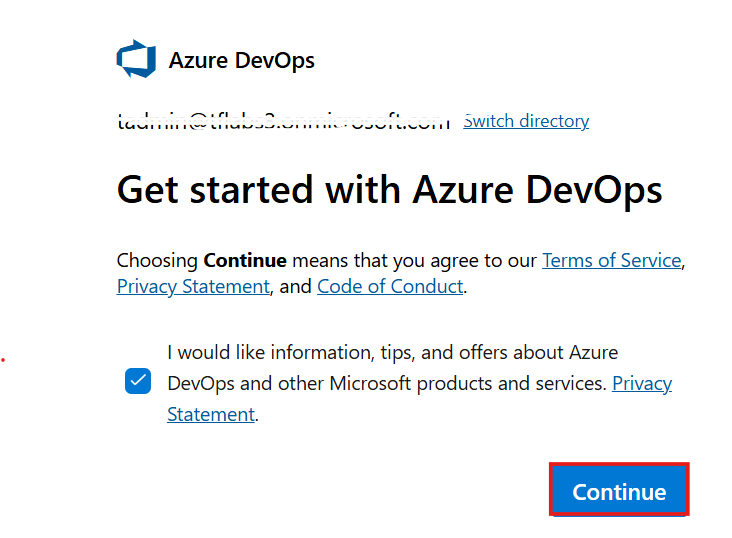 Azure DevOps
Switch directory
Get started with Azure DevOps
Choosing Continue means that you agree to our Terms of Service,
Privacy Statement, and Code of Conduct.
I would like information, tips, and offers about Azure
DevOps and other Microsoft products and services. Privacy
Statement.
Continue